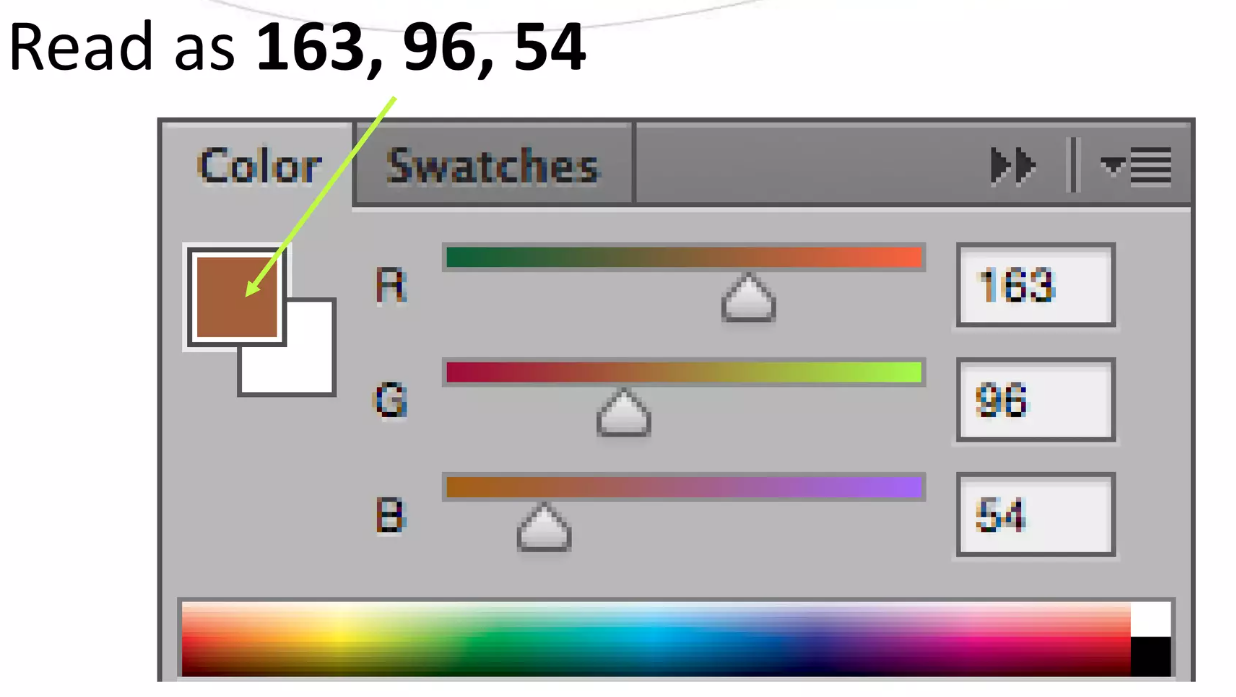 Read as 163, 96, 54
Color Swatches
R 163
G 96
B 54